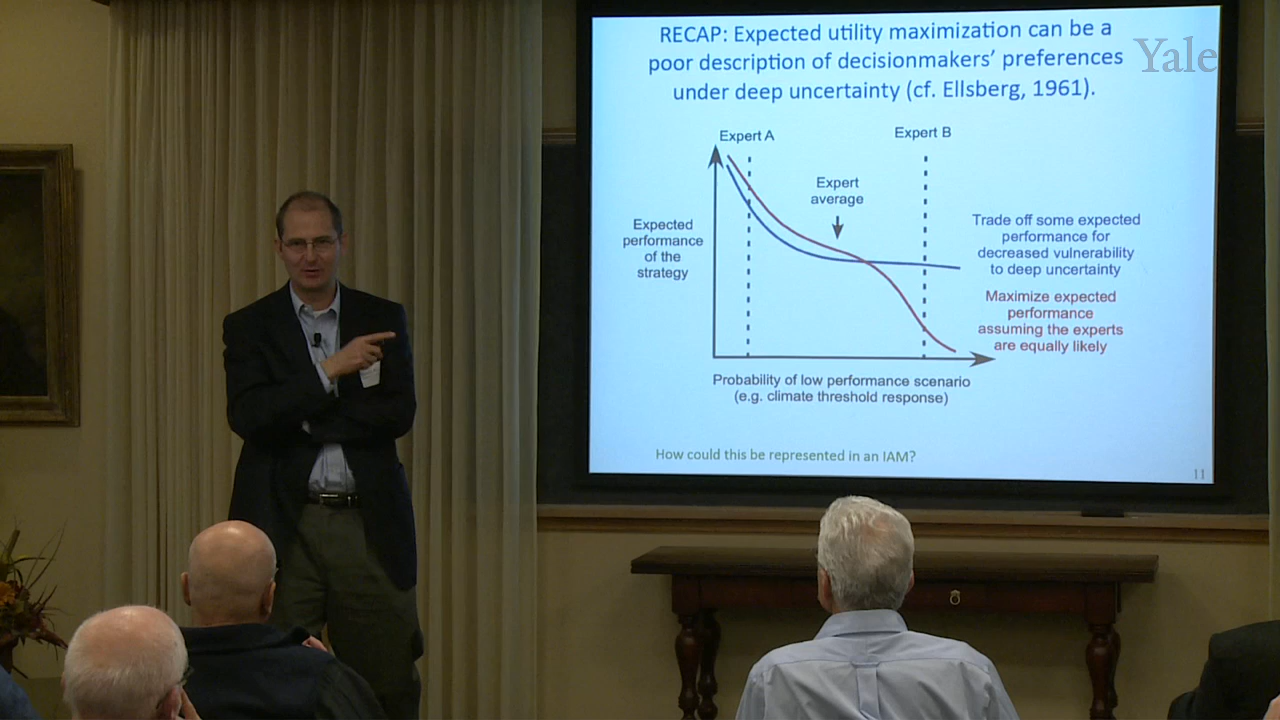 RECAP: Expected utility maximization can be a
poor description of decisionmakers' preferences
under deep uncertainty (cf. Ellsberg, 1961).
Yale
Expert A
Expert B
Expert
average
Expected
performance
of the
strategy
Trade off some expected
performance for
decreased vulnerability
to deep uncertainty
Maximize expected
performance
assuming the experts
are equally likely
Probability of low performance scenario
(e.g. climate threshold response)
How could this be represented in an IAM?
11